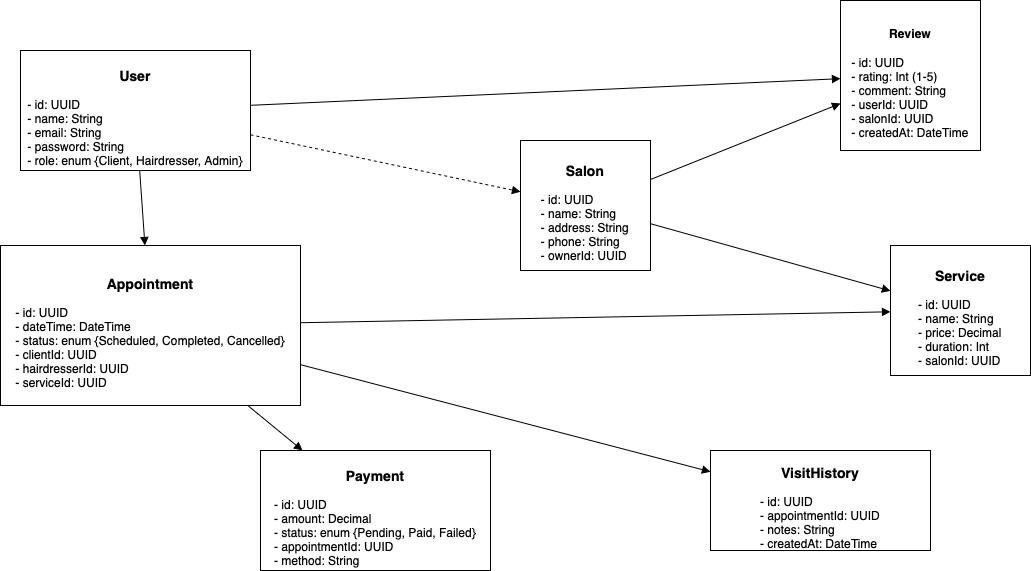 User
- id: UUID
- name: String
- email: String
- password: String
- role: enum {Client, Hairdresser, Admin}
Review
- id: UUID
- rating: Int (1-5)
- comment: String
- userId: UUID
- salonId: UUID
- createdAt: DateTime
Salon
- id: UUID
- name: String
- address: String
- phone: String
- ownerId: UUID
Appointment
- id: UUID
- dateTime: DateTime
- status: enum {Scheduled, Completed, Cancelled}
- clientId: UUID
- hairdresserId: UUID
- serviceId: UUID
Service
- id: UUID
- name: String
- price: Decimal
- duration: Int
- salonId: UUID
Payment
- id: UUID
- amount: Decimal
- status: enum {Pending, Paid, Failed}
- appointmentId: UUID
- method: String
VisitHistory
- id: UUID
- appointmentId: UUID
- notes: String
- createdAt: DateTime